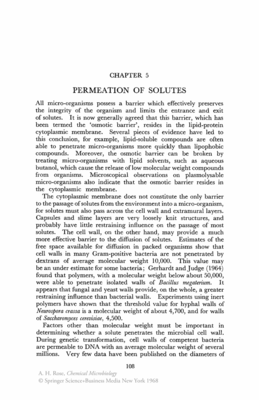 CHAPTER 5
PERMEATION OF SOLUTES
All micro-organisms possess a barrier which effectively preserves
the integrity of the organism and limits the entrance and exit
of solutes. It is now generally agreed that this barrier, which has
been termed the 'osmotic barrier', resides in the lipid-protein
cytoplasmic membrane. Several pieces of evidence have led to
this conclusion, for example, lipid-soluble compounds are often
able to penetrate micro-organisms more quickly than lipophobic
compounds. Moreover, the osmotic barrier can be broken by
treating micro-organisms with lipid solvents, such as aqueous
butanol, which cause the release of low molecular weight compounds
from organisms. Microscopical observations on plasmolysable
micro-organisms also indicate that the osmotic barrier resides in
the cytoplasmic membrane.
The cytoplasmic membrane does not constitute the only barrier
to the passage of solutes from the environment into a micro-organism,
for solutes must also pass across the cell wall and extramural layers.
Capsules and slime layers are very loosely knit structures, and
probably have little restraining influence on the passage of most
solutes. The cell wall, on the other hand, may provide a much
more effective barrier to the diffusion of solutes. Estimates of the
free space available for diffusion in packed organisms show that
cell walls in many Gram-positive bacteria are not penetrated by
dextrans of average molecular weight 10,000. This value may
be an under estimate for some bacteria; Gerhardt and Judge (1964)
found that polymers, with a molecular weight below about 50,000,
were able to penetrate isolated walls of Bacillus megaterium. It
appears that fungal and yeast walls provide, on the whole, a greater
restraining influence than bacterial walls. Experiments using inert
polymers have shown that the threshold value for hyphal walls of
Neurospora crassa is a molecular weight of about 4,700, and for walls
of Saccharomyces cerevisiae, 4,500.
Factors other than molecular weight must be important in
determining whether a solute penetrates the microbial cell wall.
During genetic transformation, cell walls of competent bacteria
are permeable to DNA with an average molecular weight of several
millions. Very few data have been published on the diameters of
108
A. H. Rose, Chemical Microbiology
© Springer Science+Business Media New York 1968